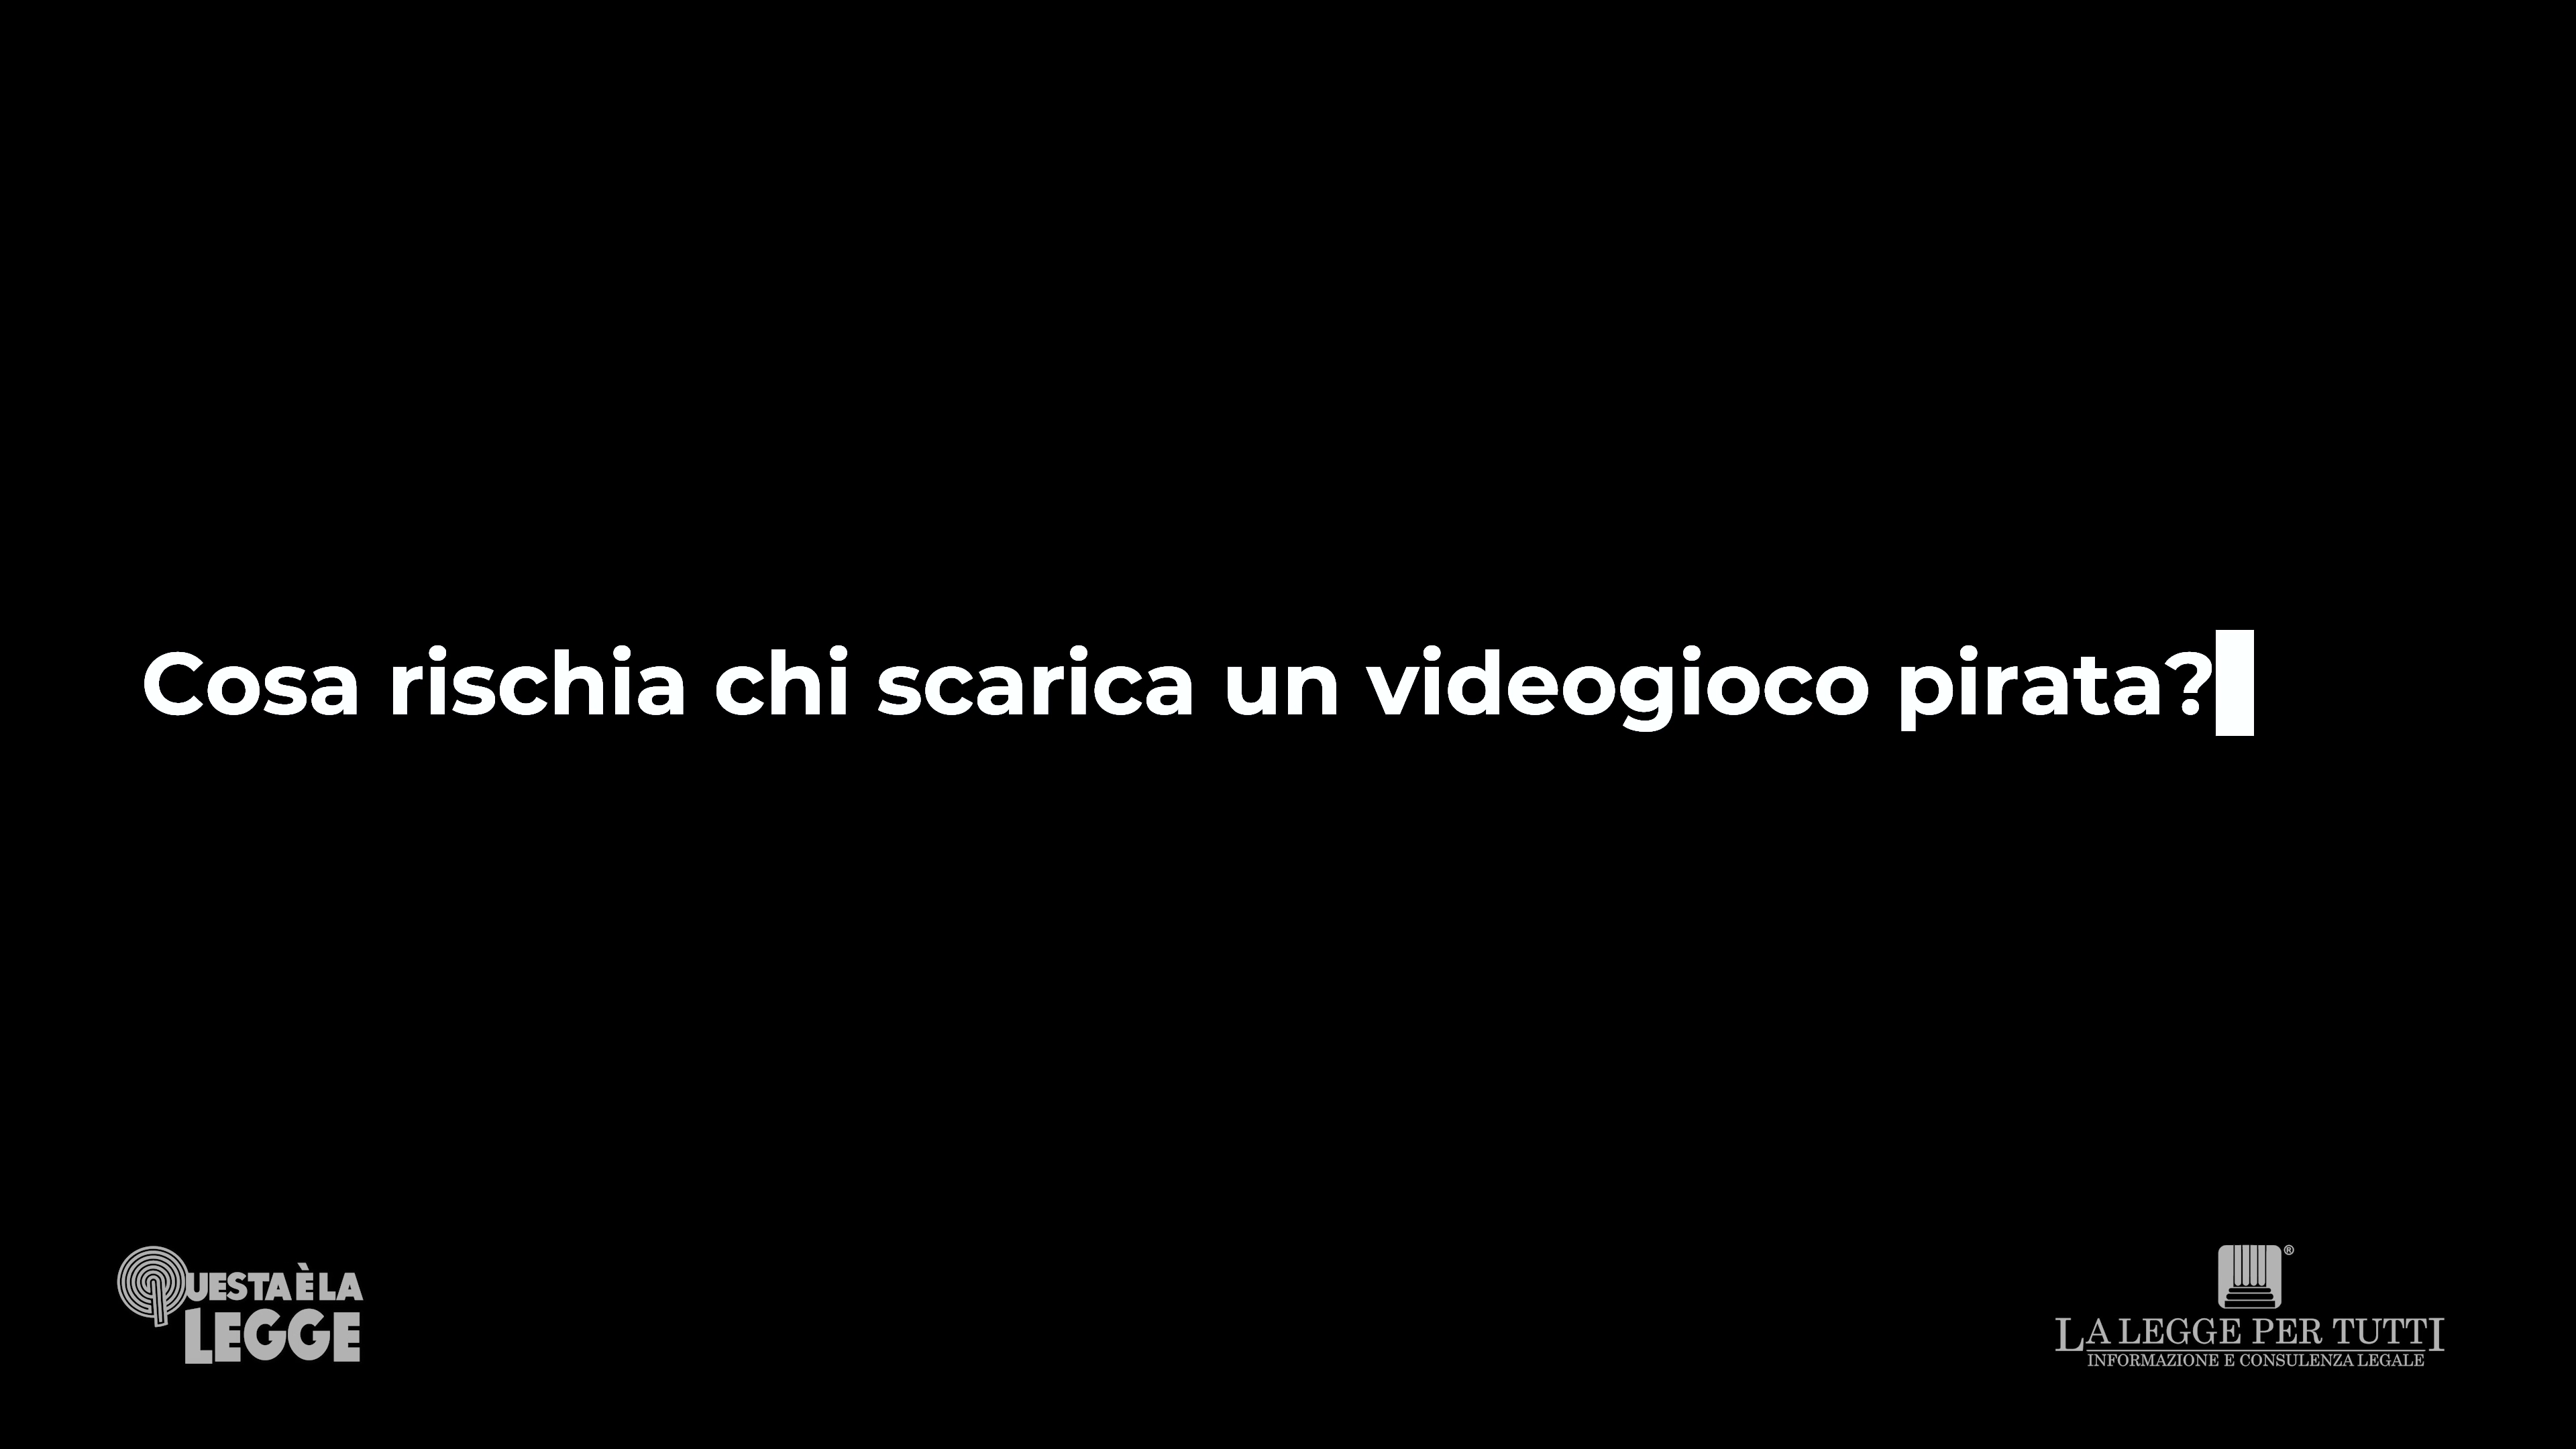 Cosa rischia chi scarica un videogioco pirata?
QUESTA È LA
LEGGE
®
LA LEGGE PER TUTTI
INFORMAZIONE E CONSULENZA LEGALE